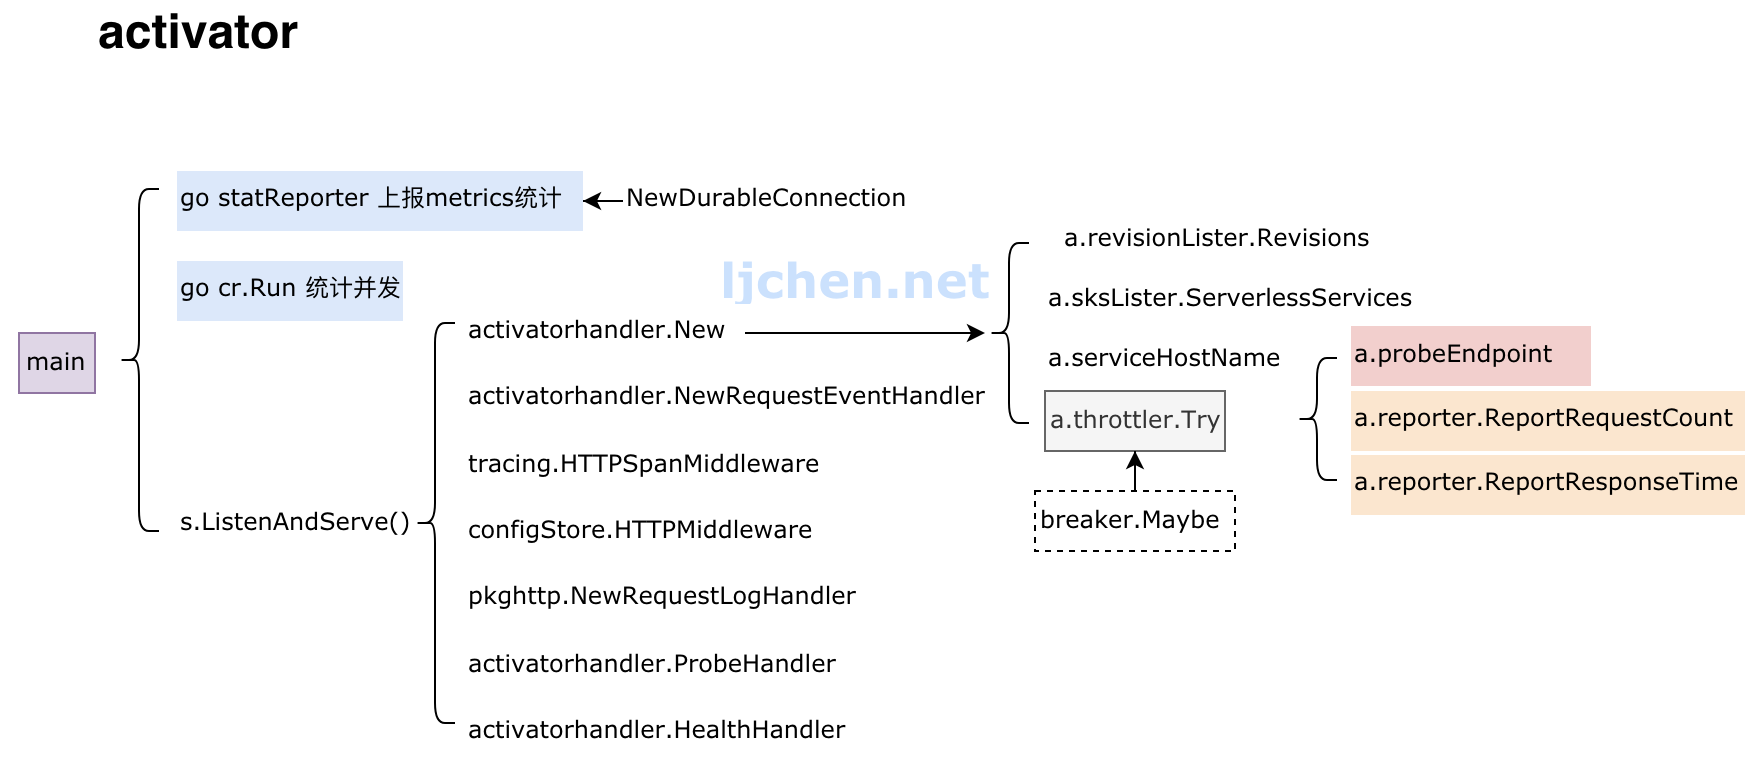 activator
go statReporter 上报metrics统计
NewDurableConnection
go cr.Run 统计并发
ljchen.net
main
s.ListenAndServe()
activatorhandler.New
activatorhandler.NewRequestEventHandler
tracing.HTTPSpanMiddleware
configStore.HTTPMiddleware
pkghttp.NewRequestLogHandler
activatorhandler.ProbeHandler
activatorhandler.HealthHandler
a.revisionLister.Revisions
a.sksLister.ServerlessServices
a.serviceHostName
a.throttler.Try
breaker.Maybe
a.probeEndpoint
a.reporter.ReportRequestCount
a.reporter.ReportResponseTime